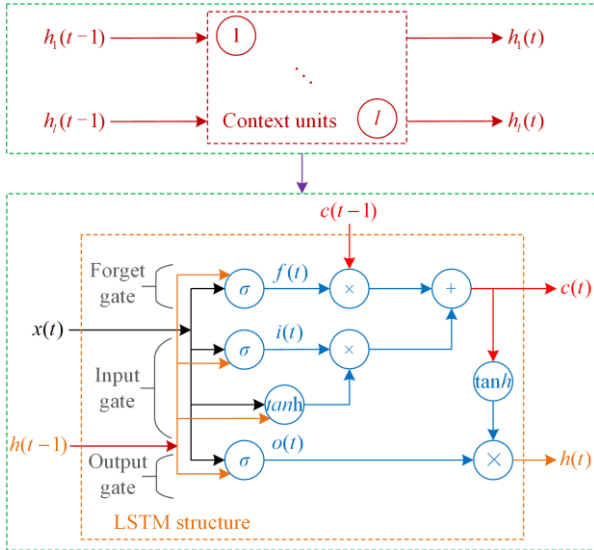 h₁(t−1) 1 h₁(t)
⋱
hₗ(t−1) Context units l hₗ(t)
c(t−1)
Forget gate σ f(t) × + c(t)
x(t)
Input gate σ i(t) ×
tanh tanh
h(t−1)
Output gate σ o(t) × h(t)
LSTM structure